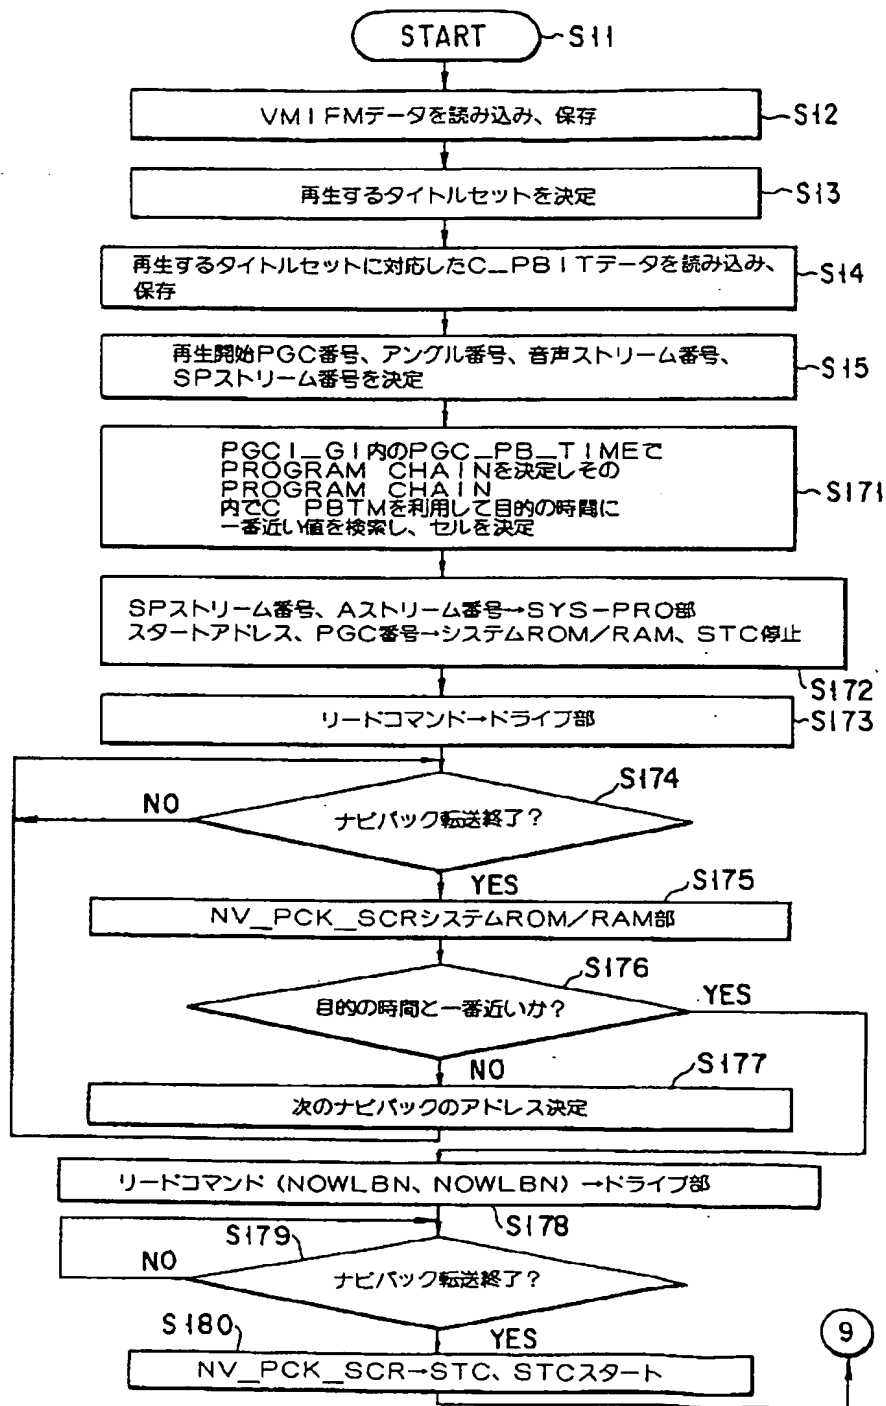 START
S11
VMIFMデータを読み込み、保存
S12
再生するタイトルセットを決定
S13
再生するタイトルセットに対応したC_PBITデータを読み込み、
保存
S14
再生開始PGC番号、アングル番号、音声ストリーム番号、
SPストリーム番号を決定
S15
PGCI_GI内のPGC_PB_TIMEで
PROGRAM CHAINを決定しその
PROGRAM CHAIN
内でC PBTMを利用して目的の時間に
一番近い値を検索し、セルを決定
S171
SPストリーム番号、Aストリーム番号→SYS-PRO部
スタートアドレス、PGC番号→システムROM/RAM、STC停止
S172
リードコマンド→ドライブ部
S173
S174
NO
ナビパック転送終了?
YES
S175
NV_PCK_SCRシステムROM/RAM部
S176
目的の時間と一番近いか?
YES
NO
S177
次のナビパックのアドレス決定
リードコマンド(NOWLBN、NOWLBN)→ドライブ部
S178
S179
NO
ナビパック転送終了?
S180
YES
9
NV_PCK_SCR→STC、STCスタート